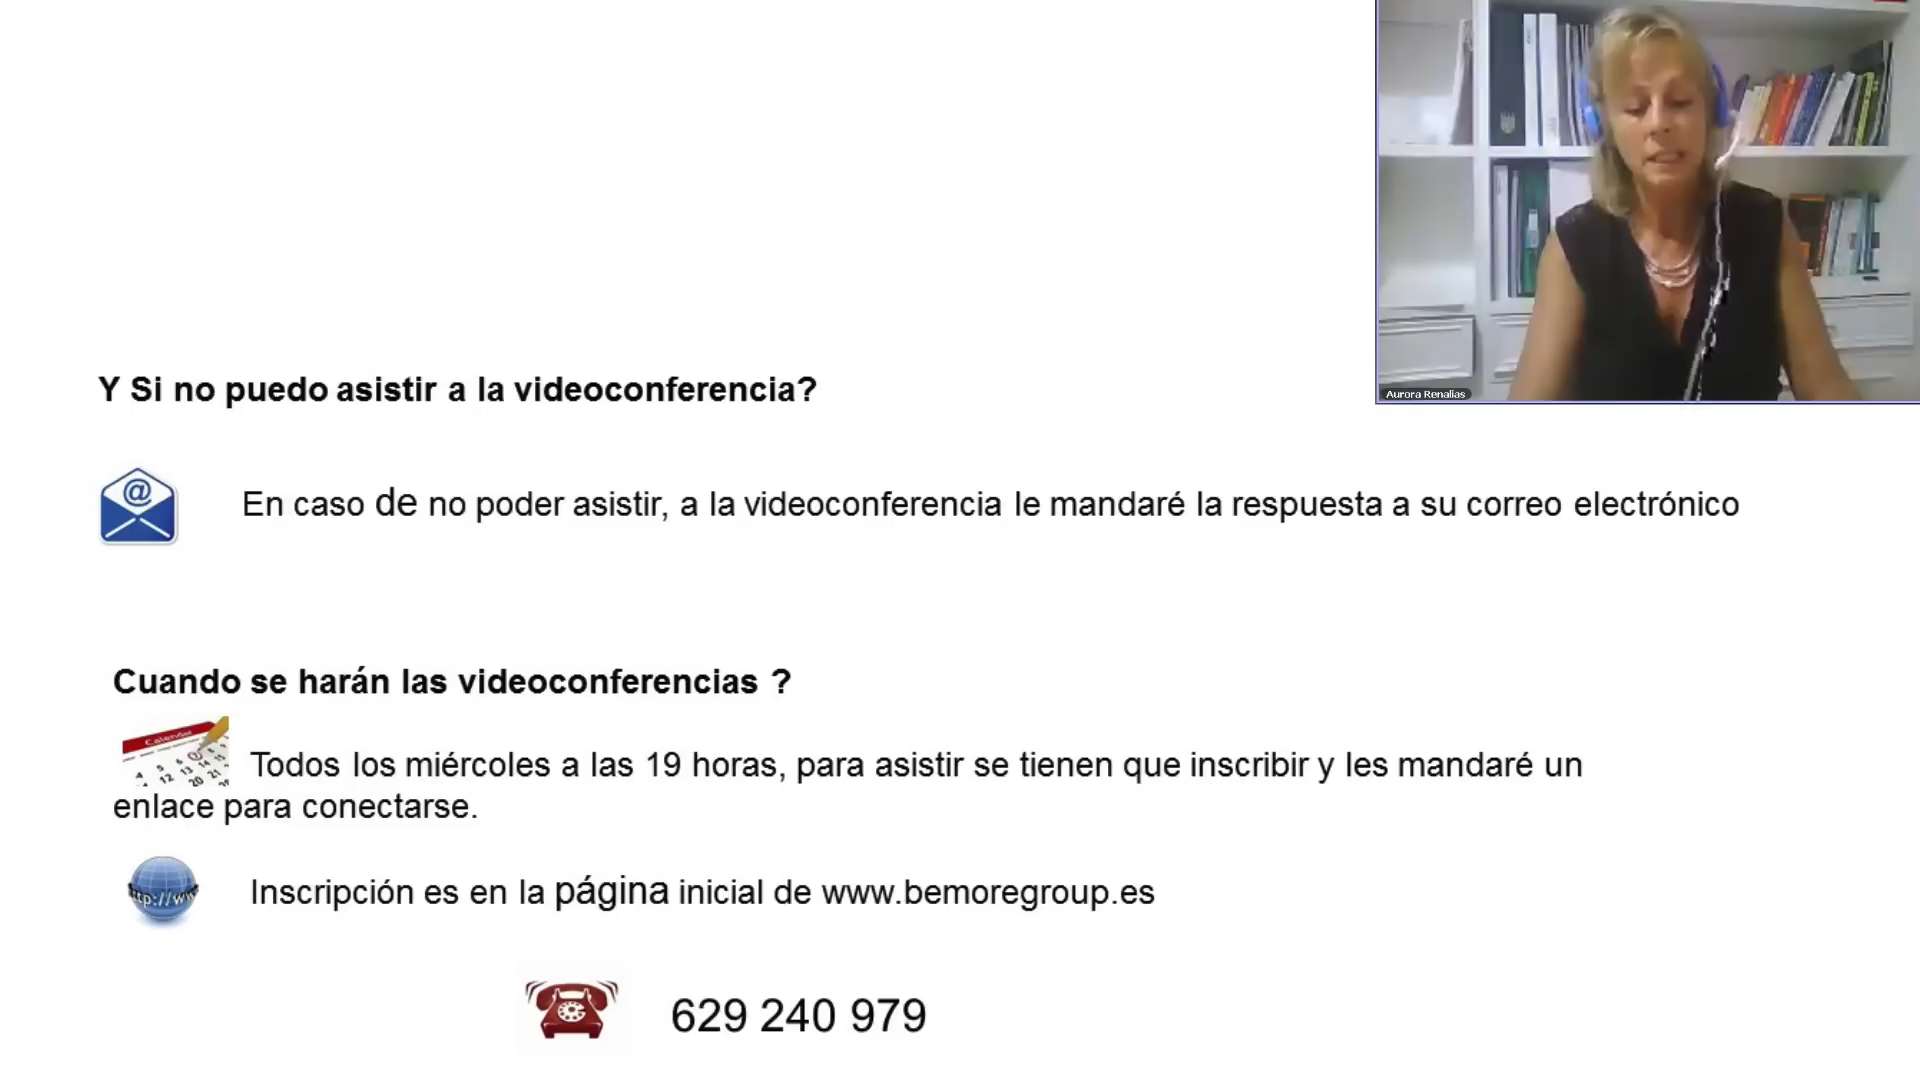 Aurora Renalias
Y Si no puedo asistir a la videoconferencia?
@
En caso de no poder asistir, a la videoconferencia le mandaré la respuesta a su correo electrónico
Cuando se harán las videoconferencias ?
Calendar
Todos los miércoles a las 19 horas, para asistir se tienen que inscribir y les mandaré un
enlace para conectarse.
Inscripción es en la página inicial de www.bemoregroup.es
629 240 979